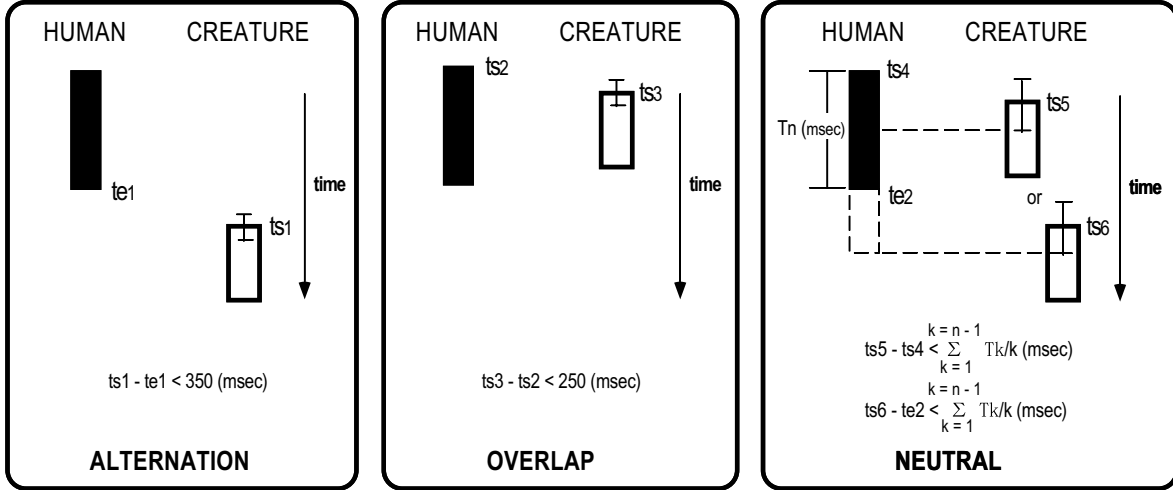 HUMAN CREATURE
te1
ts1
time
ts1 - te1 < 350 (msec)
ALTERNATION
HUMAN CREATURE
ts2
ts3
time
ts3 - ts2 < 250 (msec)
OVERLAP
HUMAN CREATURE
ts4
ts5
Tn (msec)
time
te2
or
ts6
k = n - 1
ts5 - ts4 < Σ Tk/k (msec)
k = 1
k = n - 1
ts6 - te2 < Σ Tk/k (msec)
k = 1
NEUTRAL